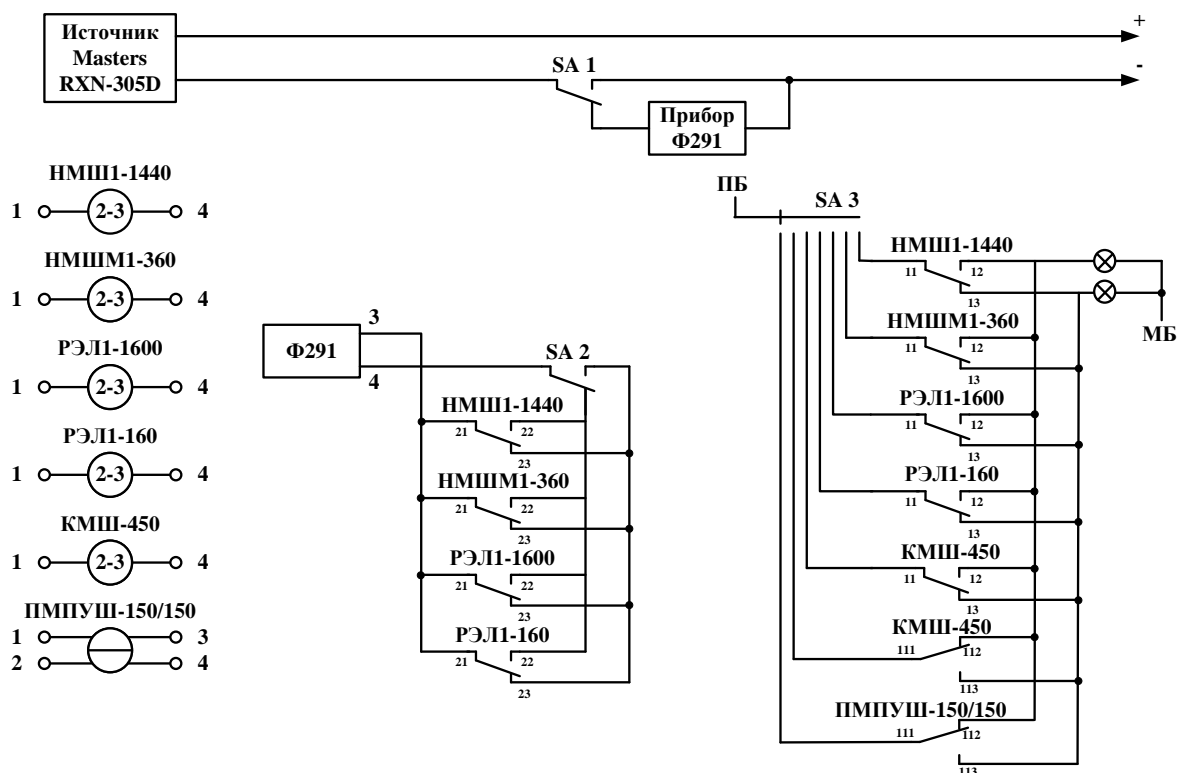 Источник
Masters
RXN-305D
+
-
SA 1
Прибор
Ф291
НМШ1-1440
1 2-3 4
НМШМ1-360
1 2-3 4
РЭЛ1-1600
1 2-3 4
РЭЛ1-160
1 2-3 4
КМШ-450
1 2-3 4
ПМПУШ-150/150
1 3
2 4
Ф291
3
4
SA 2
НМШ1-1440
21 22
23
НМШМ1-360
21 22
23
РЭЛ1-1600
21 22
23
РЭЛ1-160
21 22
23
ПБ
SA 3
НМШ1-1440
11 12
13
МБ
НМШМ1-360
11 12
13
РЭЛ1-1600
11 12
13
РЭЛ1-160
11 12
13
КМШ-450
11 12
13
КМШ-450
111 112
113
ПМПУШ-150/150
111 112
113